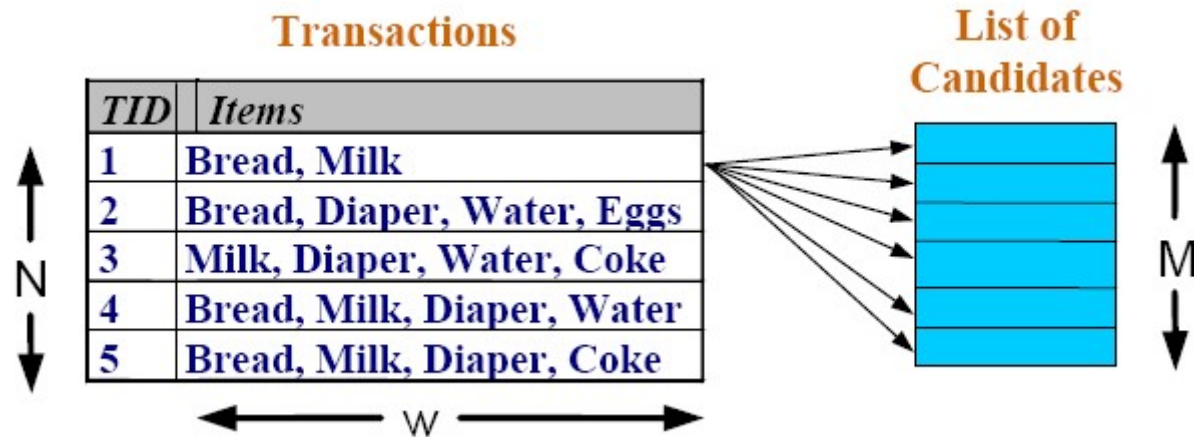 Transactions
List of
Candidates
TID Items
1 Bread, Milk
2 Bread, Diaper, Water, Eggs
3 Milk, Diaper, Water, Coke
4 Bread, Milk, Diaper, Water
5 Bread, Milk, Diaper, Coke
N
M
w